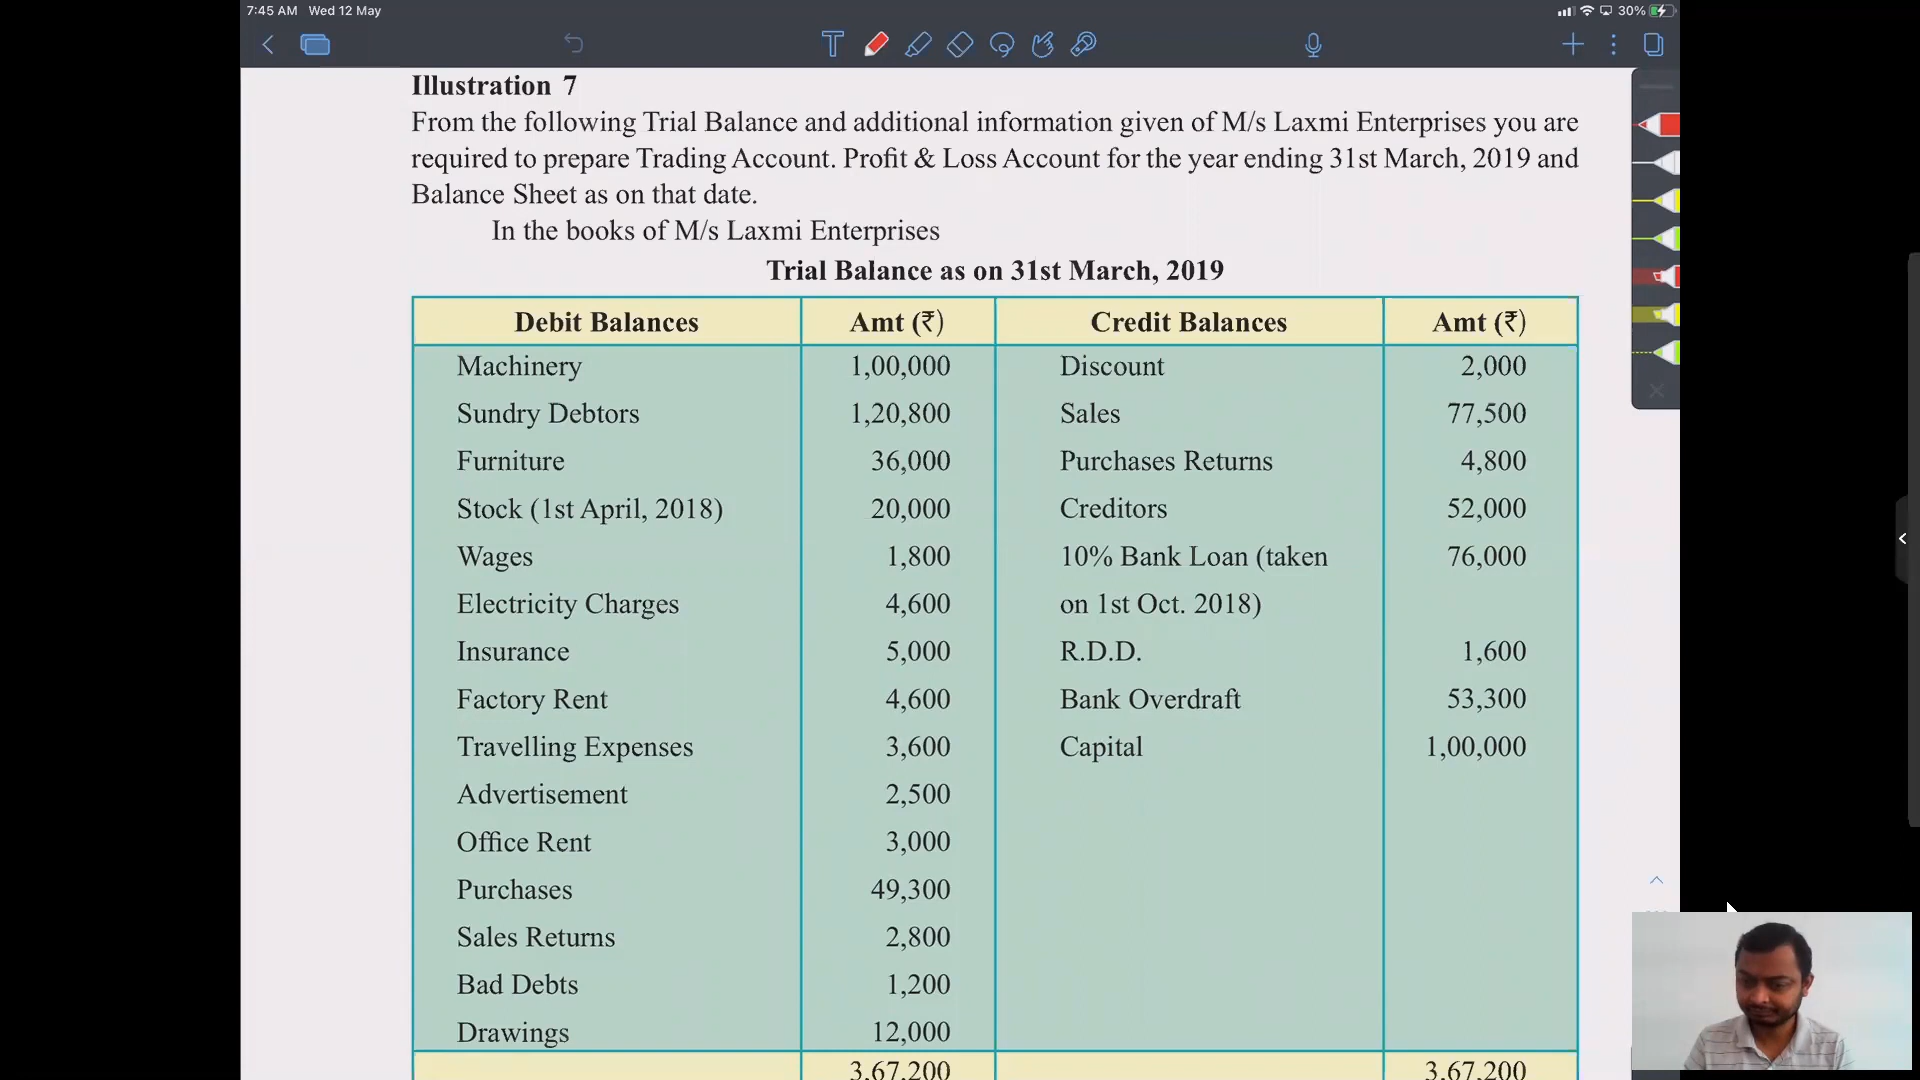 7:45 AM Wed 12 May
30%
Illustration 7
From the following Trial Balance and additional information given of M/s Laxmi Enterprises you are
required to prepare Trading Account. Profit & Loss Account for the year ending 31st March, 2019 and
Balance Sheet as on that date.
In the books of M/s Laxmi Enterprises
Trial Balance as on 31st March, 2019
Debit Balances Amt (₹) Credit Balances Amt (₹)
Machinery 1,00,000 Discount 2,000
Sundry Debtors 1,20,800 Sales 77,500
Furniture 36,000 Purchases Returns 4,800
Stock (1st April, 2018) 20,000 Creditors 52,000
Wages 1,800 10% Bank Loan (taken 76,000
Electricity Charges 4,600 on 1st Oct. 2018)
Insurance 5,000 R.D.D. 1,600
Factory Rent 4,600 Bank Overdraft 53,300
Travelling Expenses 3,600 Capital 1,00,000
Advertisement 2,500
Office Rent 3,000
Purchases 49,300
Sales Returns 2,800
Bad Debts 1,200
Drawings 12,000
3,67,200 3,67,200